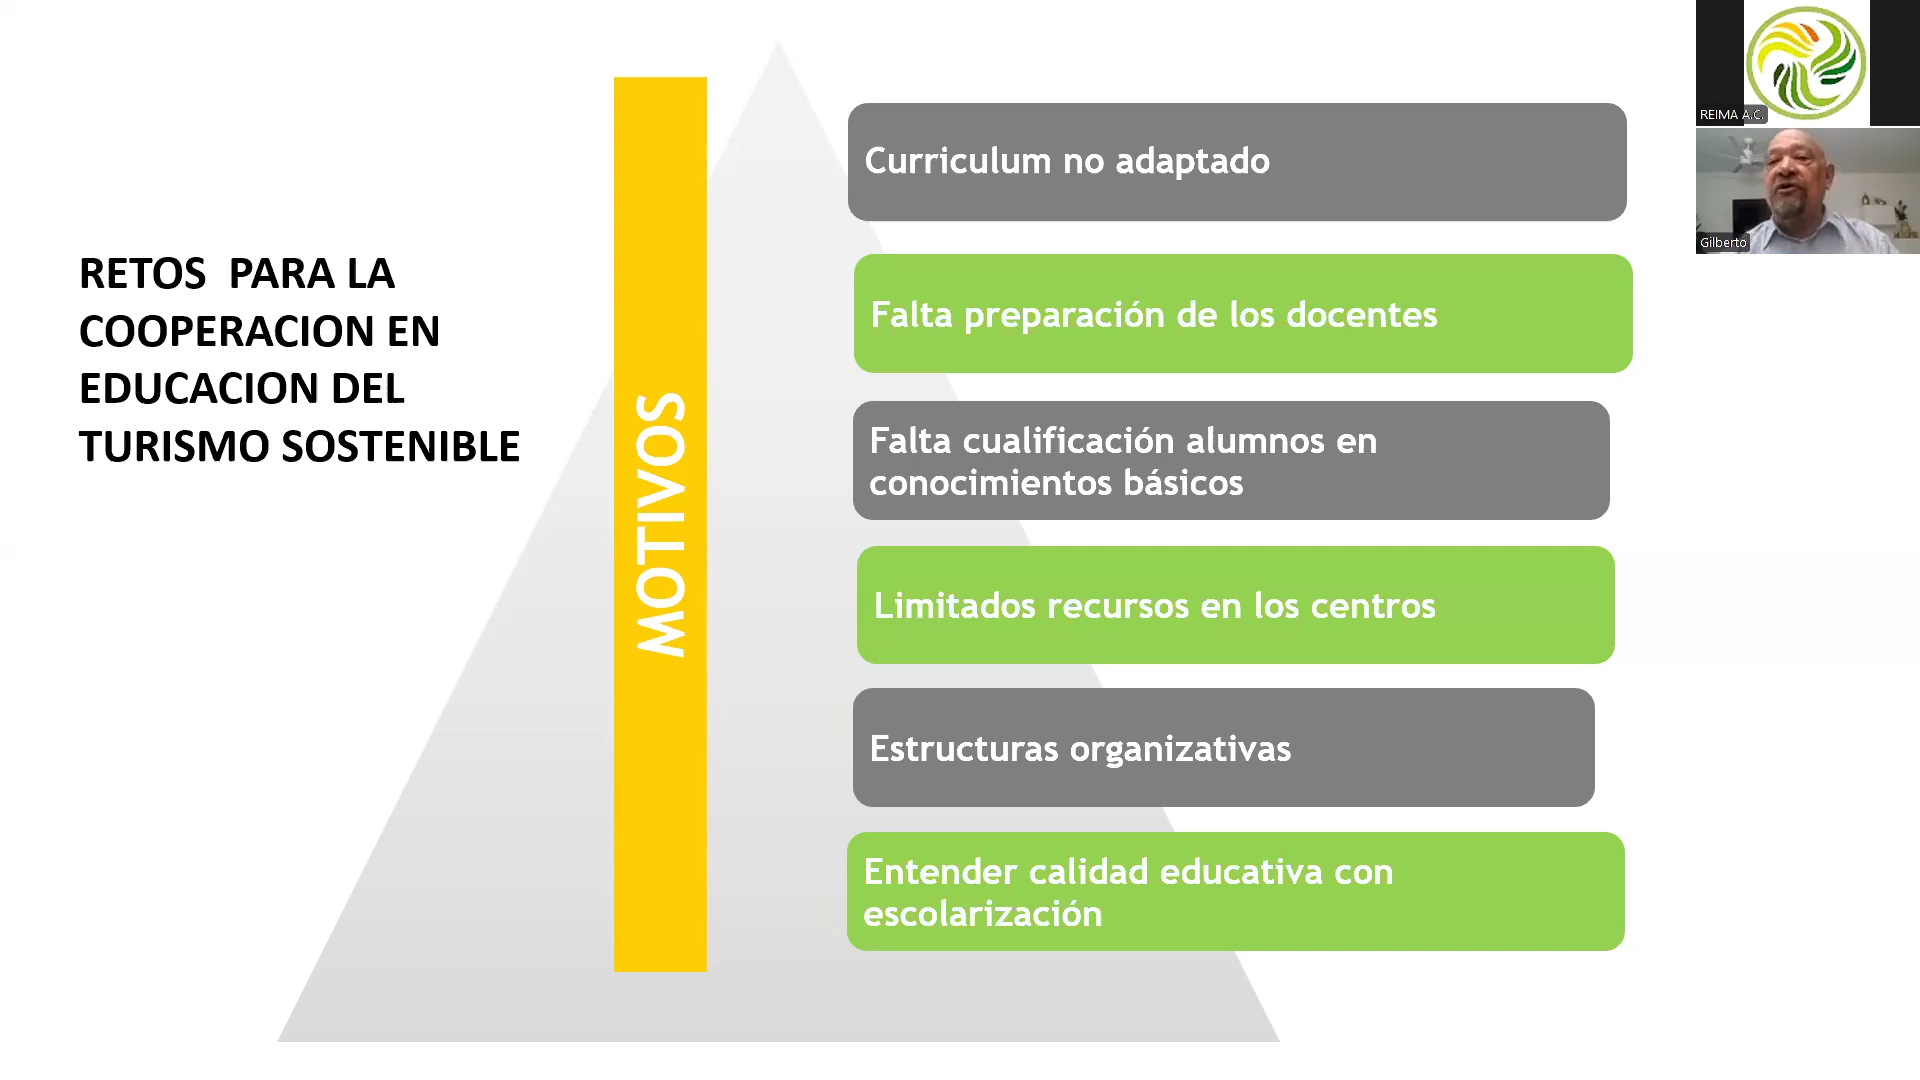 RETOS  PARA LA
COOPERACION EN
EDUCACION DEL
TURISMO SOSTENIBLE
MOTIVOS
Curriculum no adaptado
Falta preparación de los docentes
Falta cualificación alumnos en
conocimientos básicos
Limitados recursos en los centros
Estructuras organizativas
Entender calidad educativa con
escolarización
REIMA A.C.
Gilberto